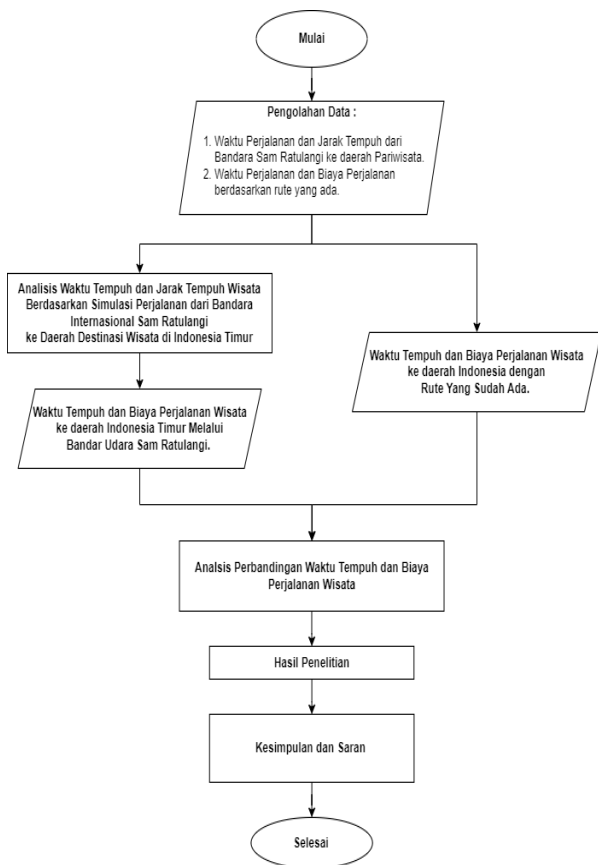 Mulai
Pengolahan Data :
1. Waktu Perjalanan dan Jarak Tempuh dari
Bandara Sam Ratulangi ke daerah Pariwisata.
2. Waktu Perjalanan dan Biaya Perjalanan
berdasarkan rute yang ada.
Analisis Waktu Tempuh dan Jarak Tempuh Wisata
Berdasarkan Simulasi Perjalanan dari Bandara
Internasional Sam Ratulangi
ke Daerah Destinasi Wisata di Indonesia Timur
Waktu Tempuh dan Biaya Perjalanan Wisata
ke daerah Indonesia dengan
Rute Yang Sudah Ada.
Waktu Tempuh dan Biaya Perjalanan Wisata
ke daerah Indonesia Timur Melalui
Bandar Udara Sam Ratulangi.
Analsis Perbandingan Waktu Tempuh dan Biaya
Perjalanan Wisata
Hasil Penelitian
Kesimpulan dan Saran
Selesai